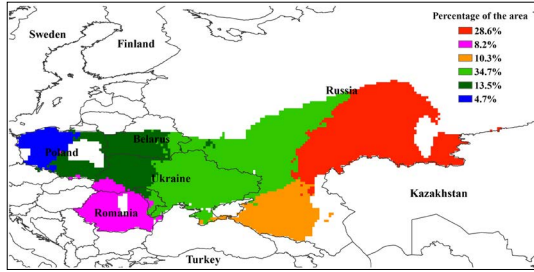 Percentage of the area
Sweden
Finland
28.6%
8.2%
10.3%
34.7%
13.5%
4.7%
Russia
Belarus
Poland
Ukraine
Kazakhstan
Romania
Turkey